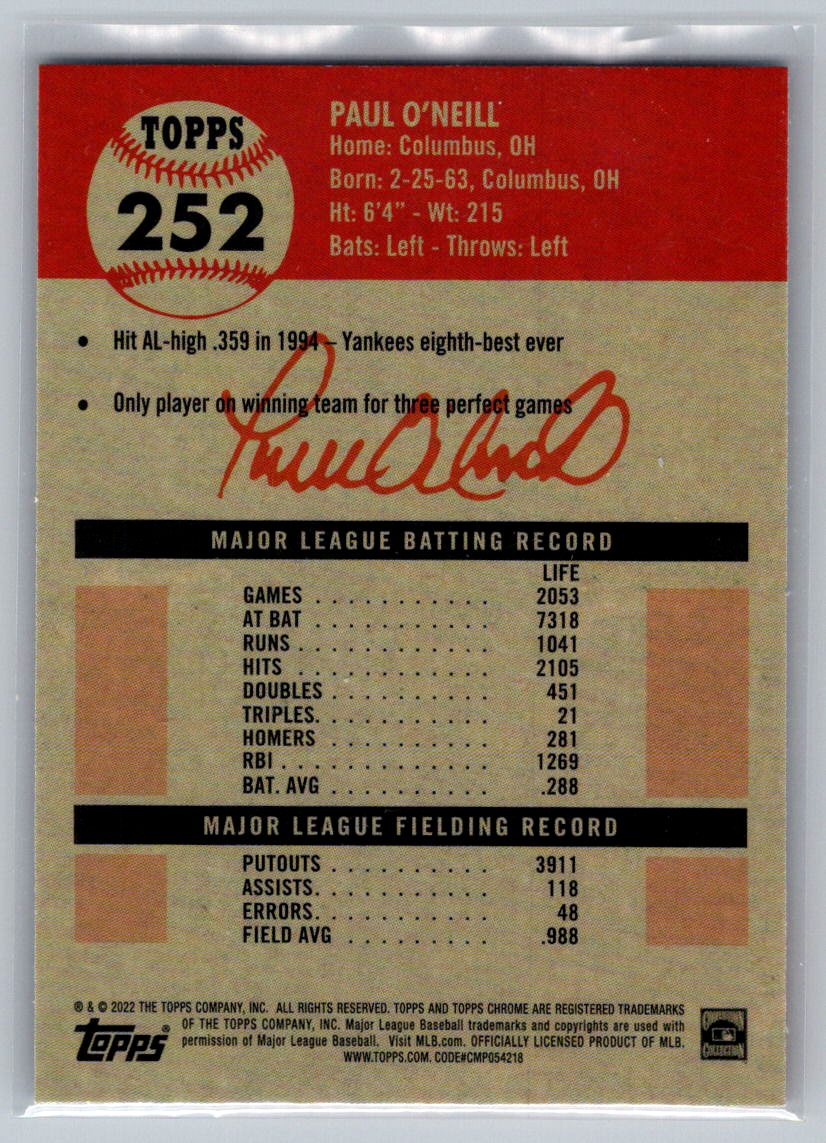 TOPPS
252
PAUL O'NEILL
Home: Columbus, OH
Born: 2-25-63, Columbus, OH
Ht: 6'4" - Wt: 215
Bats: Left - Throws: Left
• Hit AL-high .359 in 1994 – Yankees eighth-best ever
• Only player on winning team for three perfect games
Paul O'Neill
MAJOR LEAGUE BATTING RECORD
LIFE
GAMES . . . . . . . . . . . 2053
AT BAT . . . . . . . . . . . 7318
RUNS . . . . . . . . . . . . 1041
HITS . . . . . . . . . . . . 2105
DOUBLES . . . . . . . . . . 451
TRIPLES. . . . . . . . . . . 21
HOMERS . . . . . . . . . . 281
RBI . . . . . . . . . . . . . 1269
BAT. AVG . . . . . . . . . . .288
MAJOR LEAGUE FIELDING RECORD
PUTOUTS . . . . . . . . . . 3911
ASSISTS. . . . . . . . . . . 118
ERRORS. . . . . . . . . . . 48
FIELD AVG . . . . . . . . . .988
® & © 2022 THE TOPPS COMPANY, INC. ALL RIGHTS RESERVED. TOPPS AND TOPPS CHROME ARE REGISTERED TRADEMARKS
OF THE TOPPS COMPANY, INC. Major League Baseball trademarks and copyrights are used with
permission of Major League Baseball. Visit MLB.com. OFFICIALLY LICENSED PRODUCT OF MLB.
WWW.TOPPS.COM. CODE#CMP054218
Topps®
COOPERSTOWN
COLLECTION